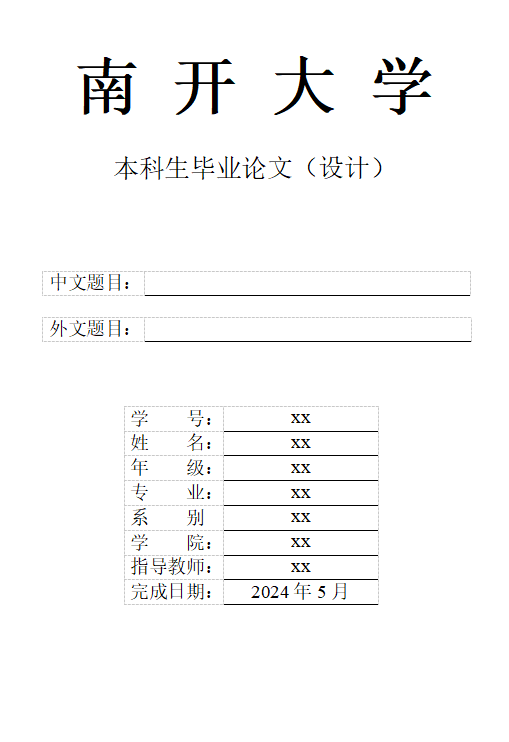 南 开 大 学
本科生毕业论文（设计）
中文题目：
外文题目：
学 号： xx
姓 名： xx
年 级： xx
专 业： xx
系 别 xx
学 院： xx
指导教师： xx
完成日期： 2024 年 5 月